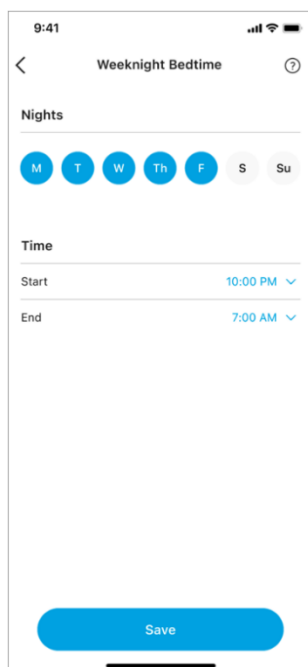 9:41
Weeknight Bedtime ?
Nights
M T W Th F S Su
Time
Start 10:00 PM
End 7:00 AM
Save